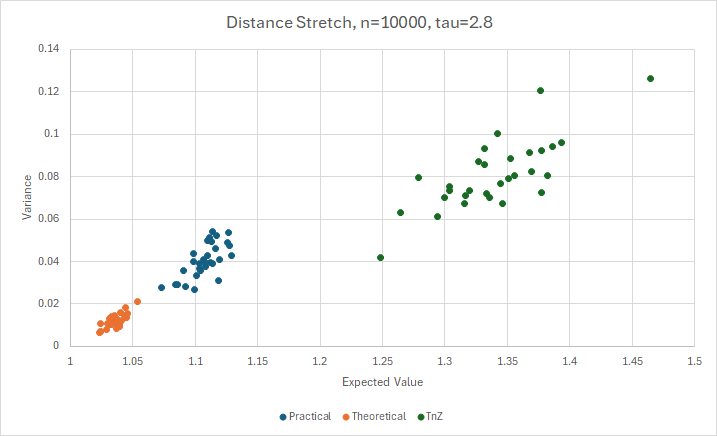 Distance Stretch, n=10000, tau=2.8
0.14
0.12
0.1
0.08
0.06
0.04
0.02
0
Variance
1 1.05 1.1 1.15 1.2 1.25 1.3 1.35 1.4 1.45 1.5
Expected Value
Practical Theoretical TnZ